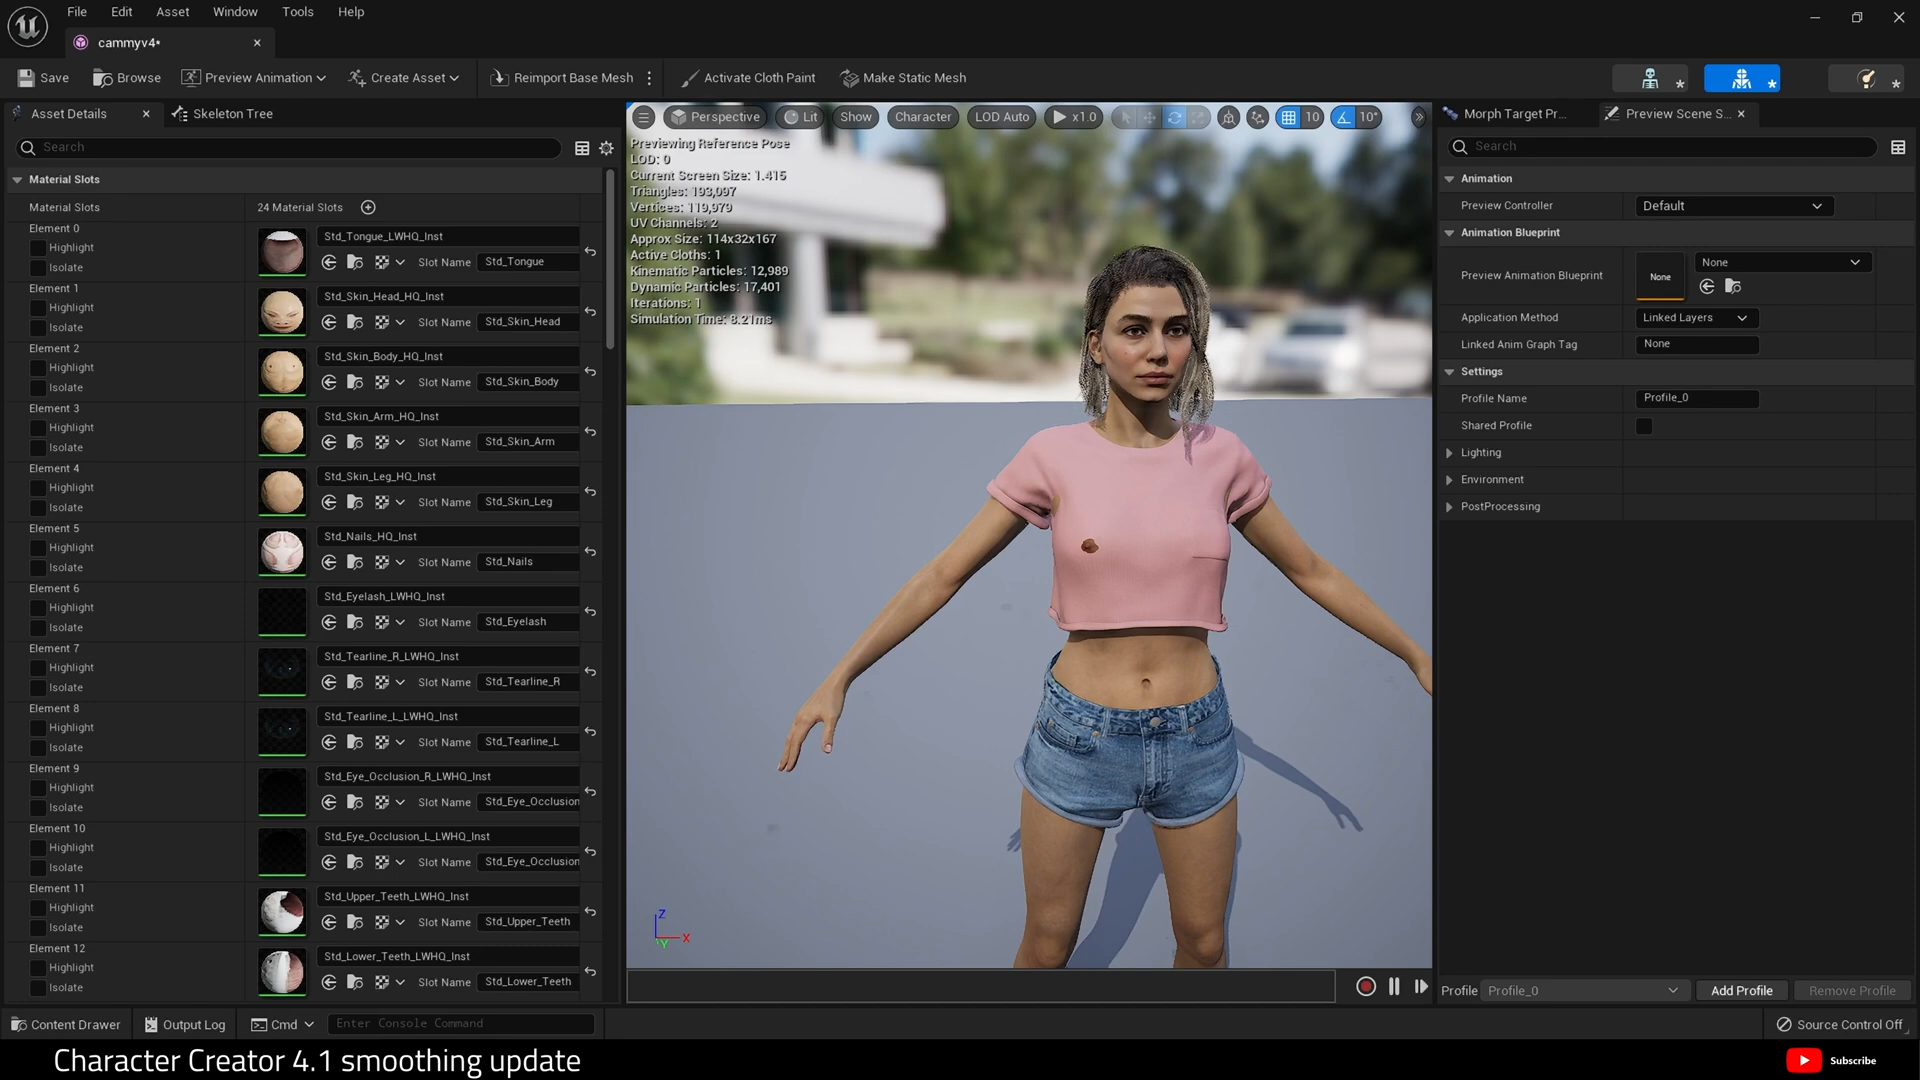 File Edit Asset Window Tools Help
cammyv4*
Save Browse Preview Animation Create Asset Reimport Base Mesh Activate Cloth Paint Make Static Mesh
Asset Details Skeleton Tree
Search
Material Slots
Material Slots 24 Material Slots
Element 0 Std_Tongue_LWHQ_Inst
Highlight
Isolate Slot Name Std_Tongue
Element 1 Std_Skin_Head_HQ_Inst
Highlight
Isolate Slot Name Std_Skin_Head
Element 2 Std_Skin_Body_HQ_Inst
Highlight
Isolate Slot Name Std_Skin_Body
Element 3 Std_Skin_Arm_HQ_Inst
Highlight
Isolate Slot Name Std_Skin_Arm
Element 4 Std_Skin_Leg_HQ_Inst
Highlight
Isolate Slot Name Std_Skin_Leg
Element 5 Std_Nails_HQ_Inst
Highlight
Isolate Slot Name Std_Nails
Element 6 Std_Eyelash_LWHQ_Inst
Highlight
Isolate Slot Name Std_Eyelash
Element 7 Std_Tearline_R_LWHQ_Inst
Highlight
Isolate Slot Name Std_Tearline_R
Element 8 Std_Tearline_L_LWHQ_Inst
Highlight
Isolate Slot Name Std_Tearline_L
Element 9 Std_Eye_Occlusion_R_LWHQ_Inst
Highlight
Isolate Slot Name Std_Eye_Occlusion
Element 10 Std_Eye_Occlusion_L_LWHQ_Inst
Highlight
Isolate Slot Name Std_Eye_Occlusion
Element 11 Std_Upper_Teeth_LWHQ_Inst
Highlight
Isolate Slot Name Std_Upper_Teeth
Element 12 Std_Lower_Teeth_LWHQ_Inst
Highlight
Isolate Slot Name Std_Lower_Teeth
Perspective Lit Show Character LOD Auto x1.0 10 10°
Previewing Reference Pose
LOD: 0
Current Screen Size: 1.415
Triangles: 193,097
Vertices: 119,979
UV Channels: 2
Approx Size: 114x32x167
Active Cloths: 1
Kinematic Particles: 12,989
Dynamic Particles: 17,401
Iterations: 1
Simulation Time: 8.21ms
Z
X
Y
Morph Target Pr... Preview Scene S...
Search
Animation
Preview Controller Default
Animation Blueprint
Preview Animation Blueprint None None
Application Method Linked Layers
Linked Anim Graph Tag None
Settings
Profile Name Profile_0
Shared Profile
Lighting
Environment
PostProcessing
Profile Profile_0 Add Profile Remove Profile
Content Drawer Output Log Cmd Enter Console Command Source Control Off
Character Creator 4.1 smoothing update Subscribe